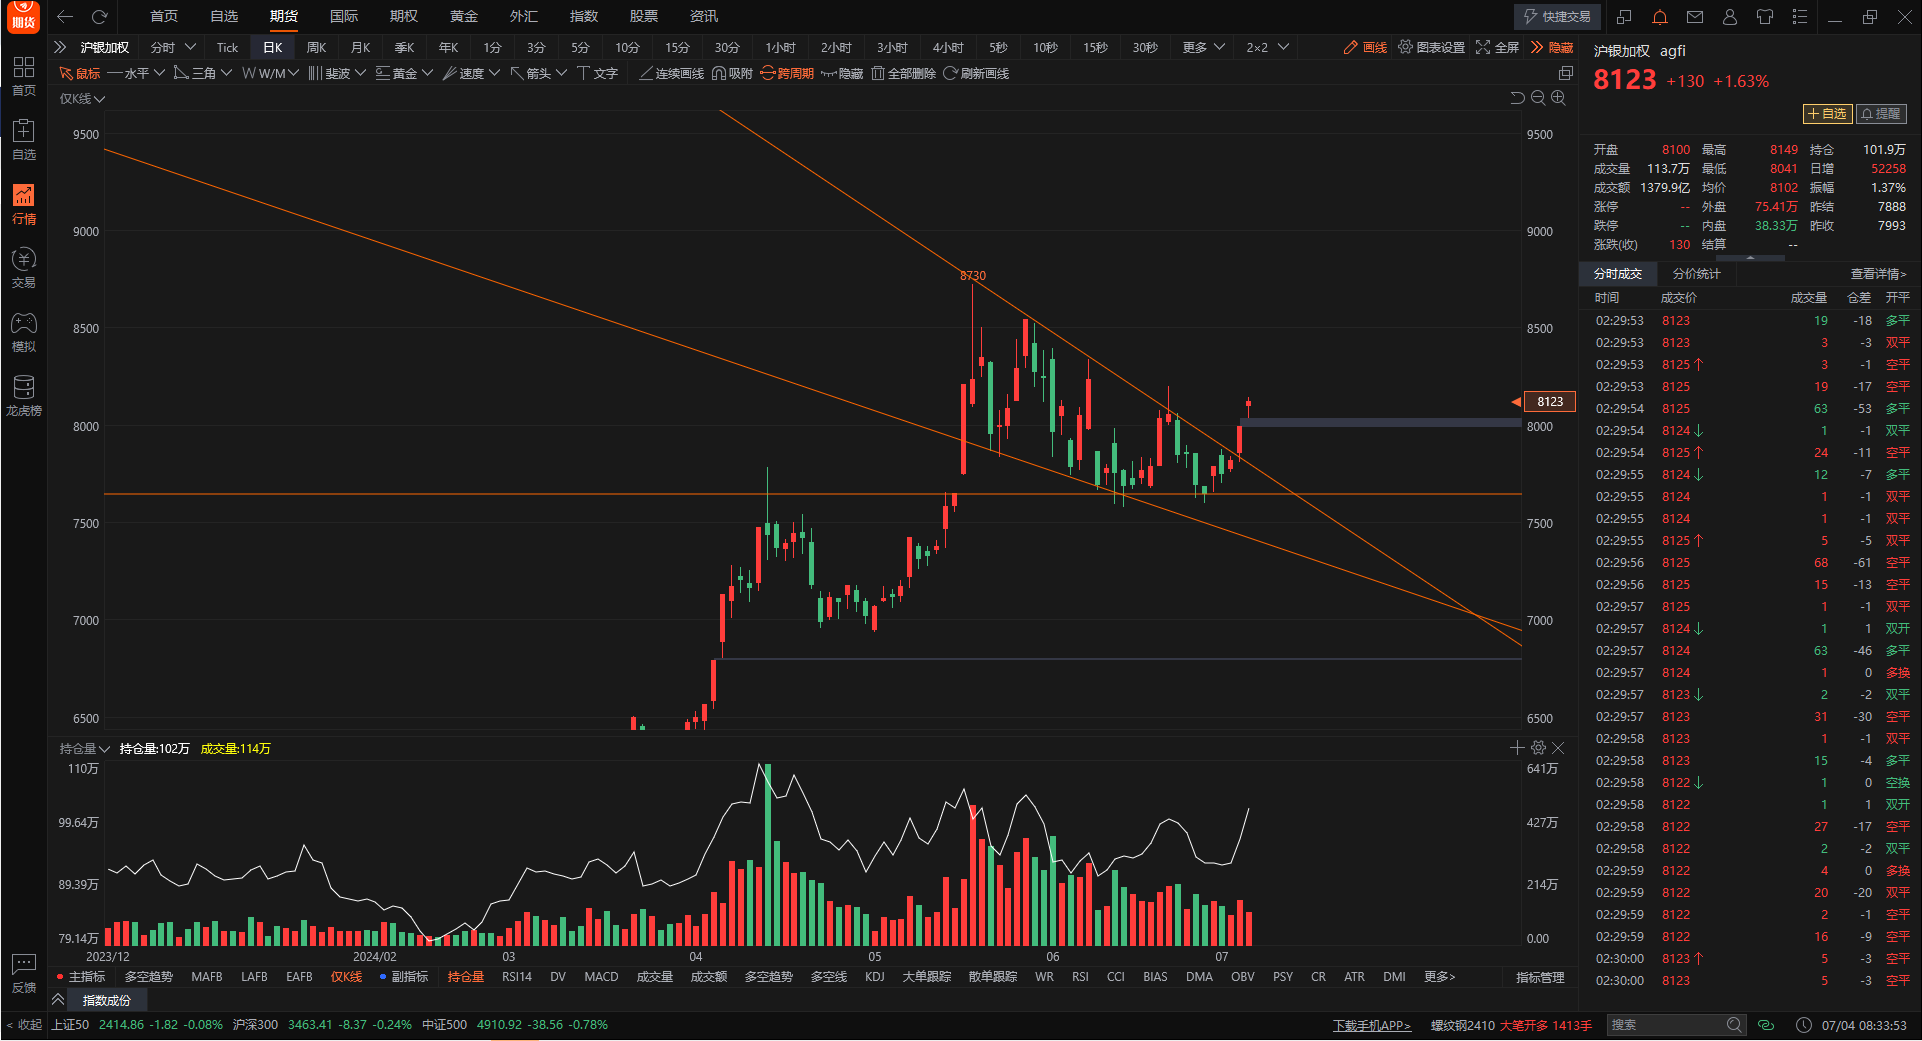 期货 首页 自选 期货 国际 期权 黄金 外汇 指数 股票 资讯 快捷交易
沪银加权 分时 Tick 日K 周K 月K 季K 年K 1分 3分 5分 10分 15分 30分 1小时 2小时 3小时 4小时 5秒 10秒 15秒 30秒 更多 2×2 画线 图表设置 全屏 隐藏
鼠标 水平 三角 W/M 斐波 黄金 速度 箭头 文字 连续画线 吸附 跨周期 隐藏 全部删除 刷新画线
仅K线
首页
自选
行情
交易
模拟
龙虎榜
反馈
< 收起
9500 9500
9000 9000
8730
8500 8500
8123
8000 8000
7500 7500
7000 7000
6500 6500
持仓量 持仓量:102万 成交量:114万
110万 641万
99.64万 427万
89.39万 214万
79.14万 0.00
2023/12 2024/02 03 04 05 06 07
主指标 多空趋势 MAFB LAFB EAFB 仅K线 副指标 持仓量 RSI14 DV MACD 成交量 成交额 多空趋势 多空线 KDJ 大单跟踪 散单跟踪 WR RSI CCI BIAS DMA OBV PSY CR ATR DMI 更多> 指标管理
指数成份
沪银加权 agfi
8123 +130 +1.63%
自选 提醒
开盘 8100 最高 8149 持仓 101.9万
成交量 113.7万 最低 8041 日增 52258
成交额 1379.9亿 均价 8102 振幅 1.37%
涨停 -- 外盘 75.41万 昨结 7888
跌停 -- 内盘 38.33万 昨收 7993
涨跌(收) 130 结算 --
分时成交 分价统计 查看详情>
时间 成交价 成交量 仓差 开平
02:29:53 8123 19 -18 多平
02:29:53 8123 3 -3 双平
02:29:53 8125↑ 3 -1 空平
02:29:53 8125 19 -17 空平
02:29:54 8125 63 -53 多平
02:29:54 8124↓ 1 -1 双平
02:29:54 8125↑ 24 -11 空平
02:29:55 8124↓ 12 -7 多平
02:29:55 8124 1 -1 双平
02:29:55 8124 1 -1 双平
02:29:55 8125↑ 5 -5 双平
02:29:56 8125 68 -61 空平
02:29:56 8125 15 -13 空平
02:29:57 8125 1 -1 双平
02:29:57 8124↓ 1 1 双开
02:29:57 8124 63 -46 多平
02:29:57 8124 1 0 多换
02:29:57 8123↓ 2 -2 双平
02:29:57 8123 31 -30 空平
02:29:58 8123 1 -1 双平
02:29:58 8123 15 -4 多平
02:29:58 8122↓ 1 0 空换
02:29:58 8122 1 1 双开
02:29:58 8122 27 -17 空平
02:29:58 8122 2 -2 双平
02:29:59 8122 4 0 多换
02:29:59 8122 20 -20 双平
02:29:59 8122 2 -1 空平
02:29:59 8122 16 -9 空平
02:30:00 8123↑ 5 -3 空平
02:30:00 8123 5 -3 空平
上证50 2414.86 -1.82 -0.08% 沪深300 3463.41 -8.37 -0.24% 中证500 4910.92 -38.56 -0.78% 下载手机APP> 螺纹钢2410 大笔开多 1413手 搜索 07/04 08:33:53